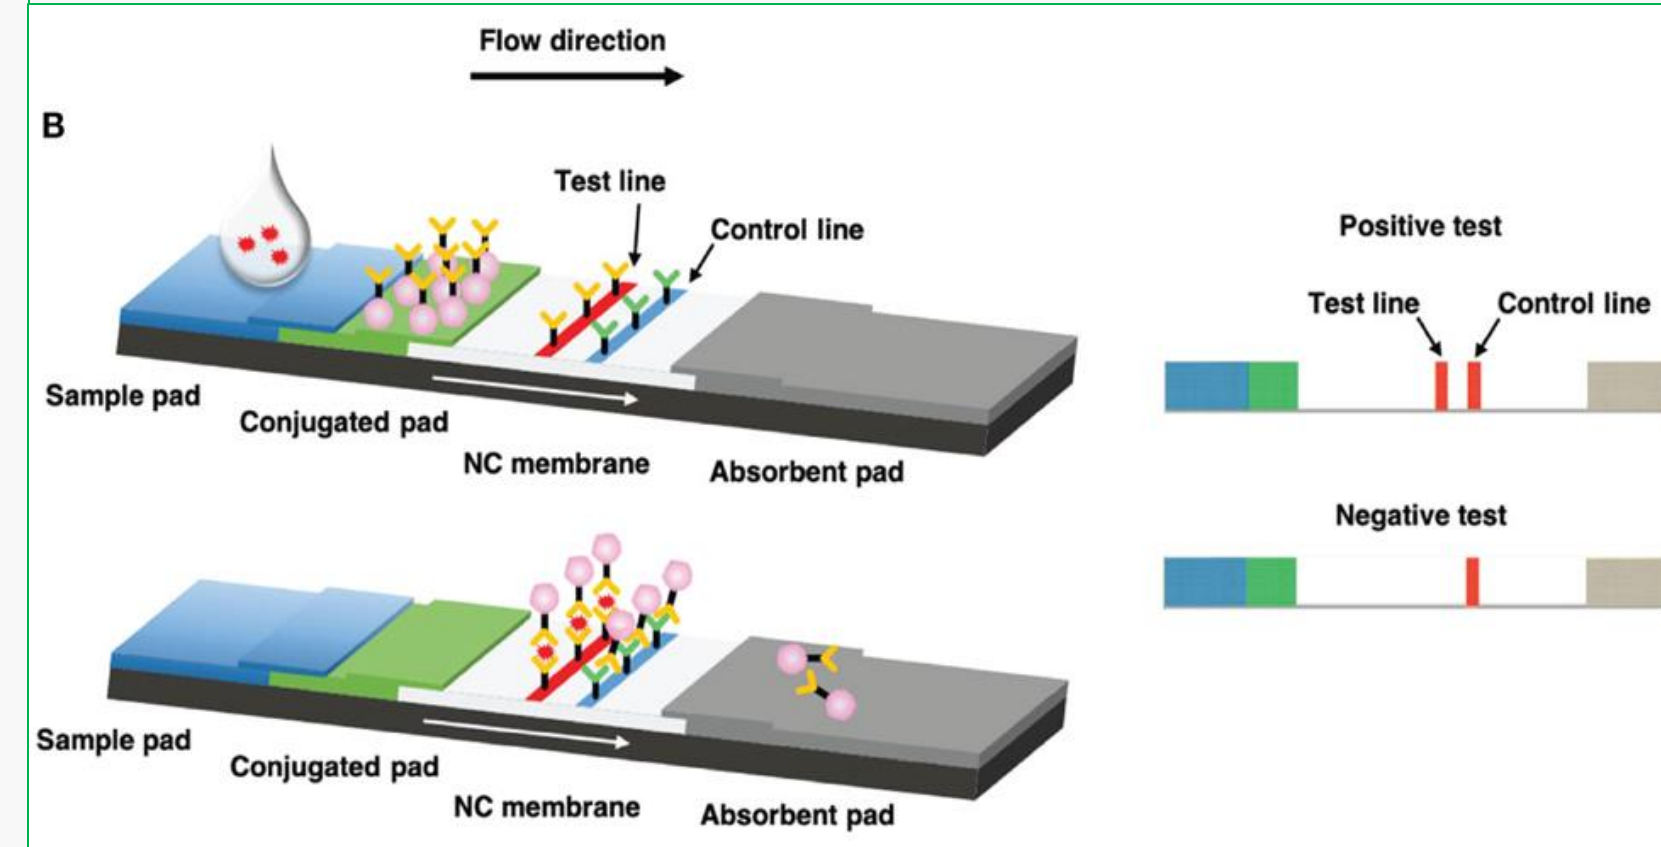 Flow direction
B
Test line
Control line
Sample pad
Conjugated pad
NC membrane
Absorbent pad
Positive test
Test line
Control line
Negative test
Sample pad
Conjugated pad
NC membrane
Absorbent pad